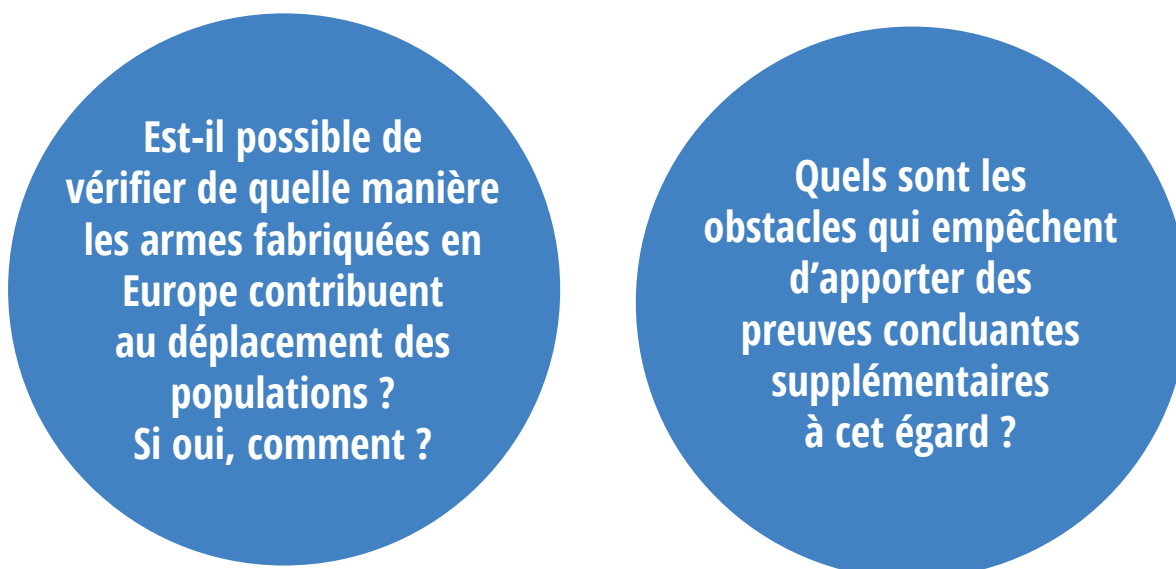 Est-il possible de
vérifier de quelle manière
les armes fabriquées en
Europe contribuent
au déplacement des
populations ?
Si oui, comment ?
Quels sont les
obstacles qui empêchent
d’apporter des
preuves concluantes
supplémentaires
à cet égard ?